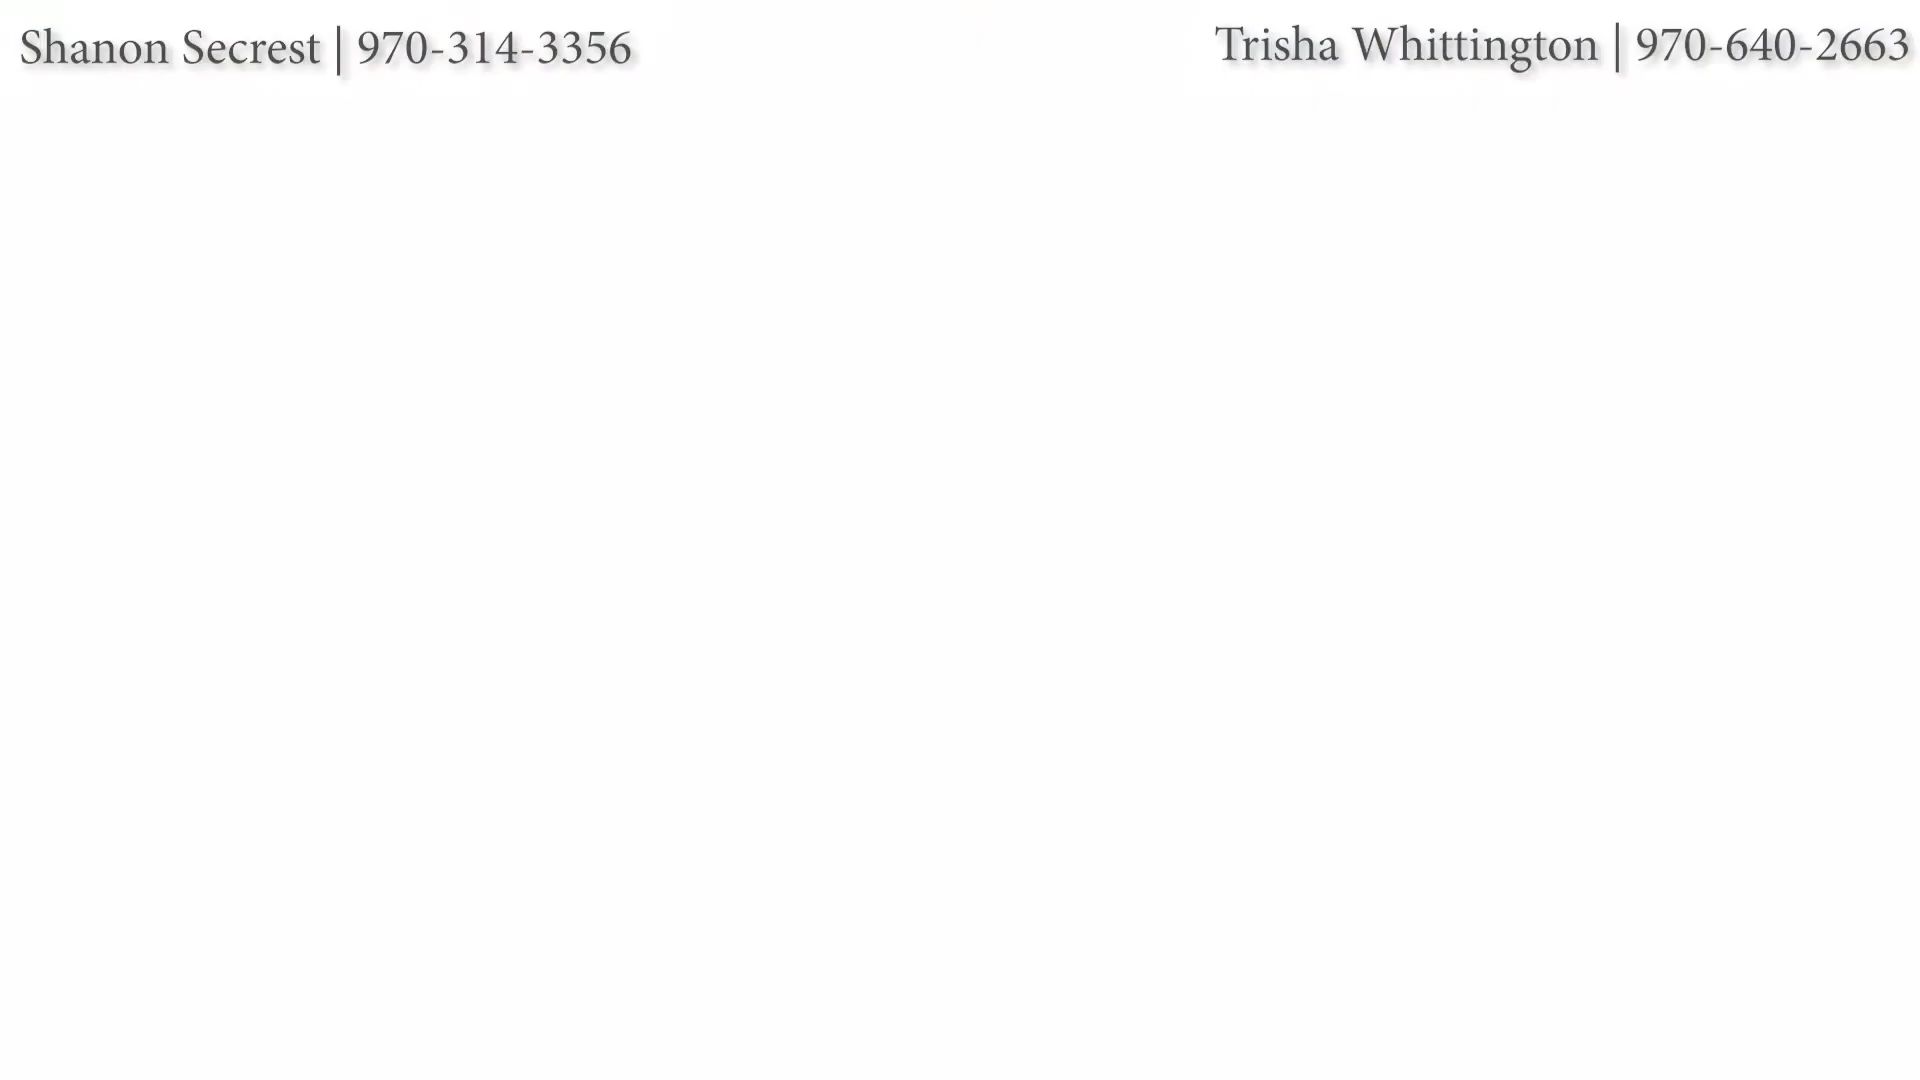 Shanon Secrest | 970-314-3356
Trisha Whittington | 970-640-2663